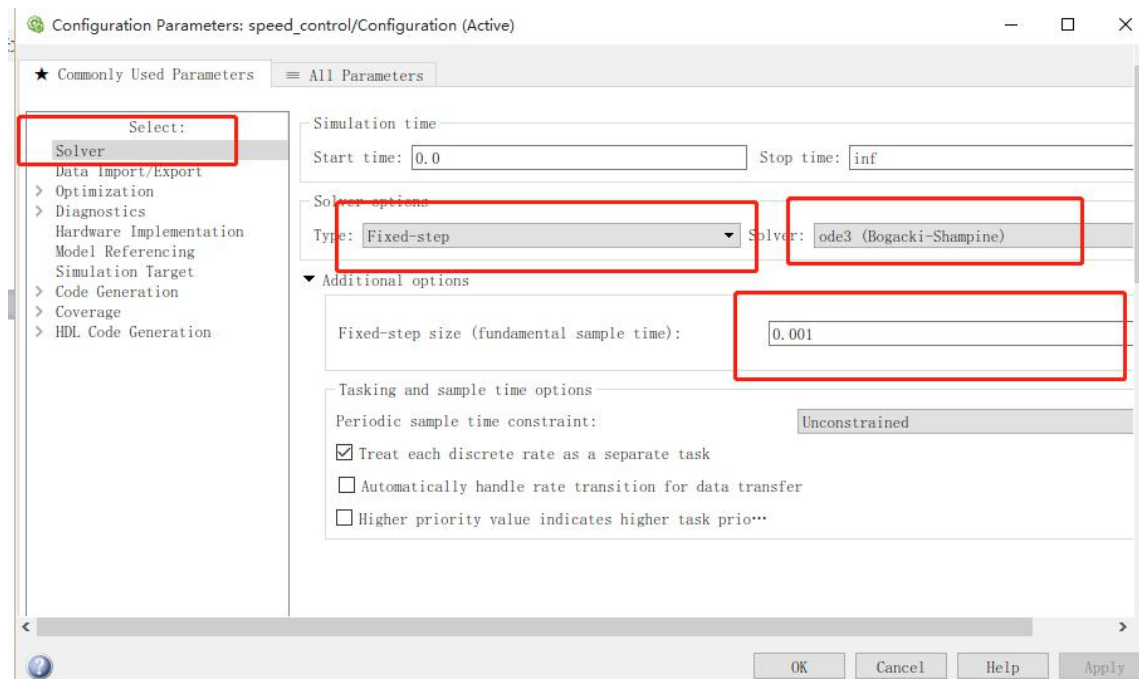 Configuration Parameters: speed_control/Configuration (Active)
★ Commonly Used Parameters
≡ All Parameters
Select:
Solver
Data Import/Export
> Optimization
> Diagnostics
Hardware Implementation
Model Referencing
Simulation Target
> Code Generation
> Coverage
> HDL Code Generation
Simulation time
Start time: 0.0 Stop time: inf
Solver options
Type: Fixed-step Solver: ode3 (Bogacki-Shampine)
Additional options
Fixed-step size (fundamental sample time): 0.001
Tasking and sample time options
Periodic sample time constraint: Unconstrained
Treat each discrete rate as a separate task
Automatically handle rate transition for data transfer
Higher priority value indicates higher task prio…
OK Cancel Help Apply